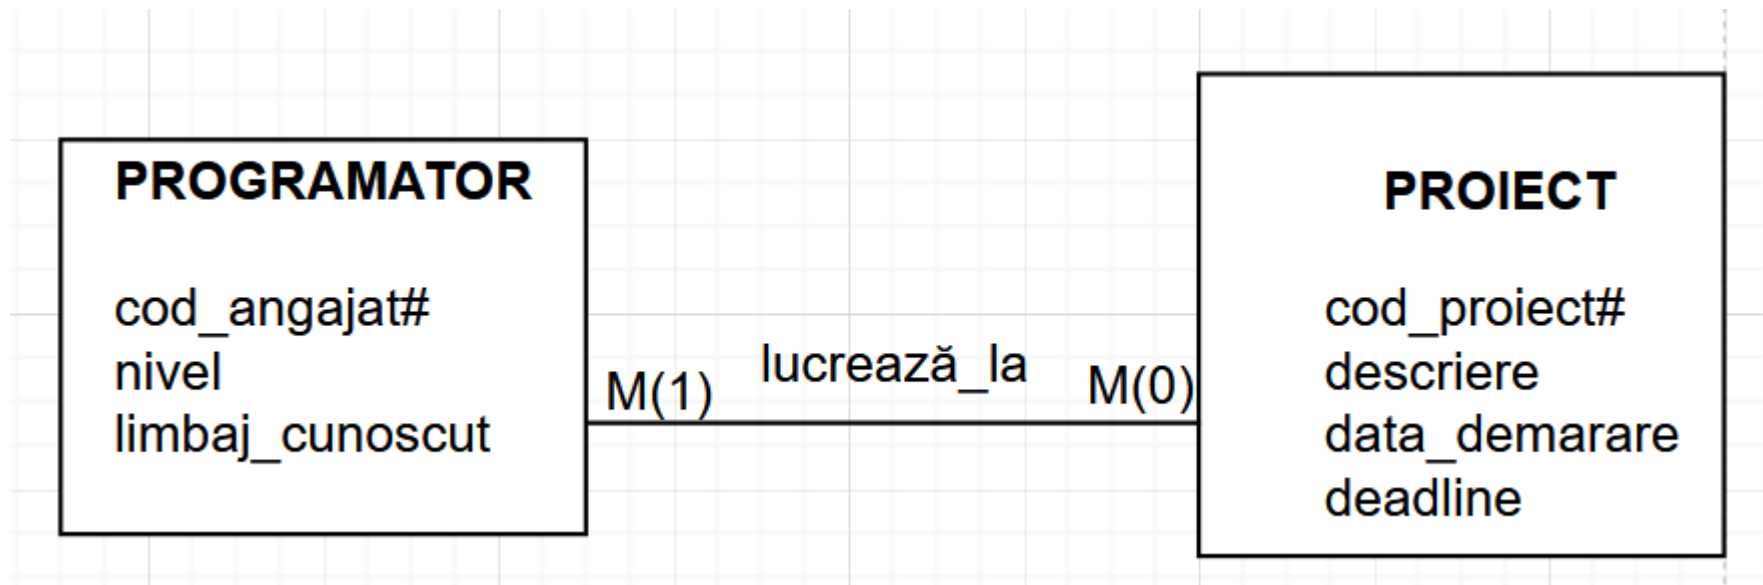 PROGRAMATOR
cod_angajat#
nivel
limbaj_cunoscut
M(1)
lucrează_la
M(0)
PROIECT
cod_proiect#
descriere
data_demarare
deadline